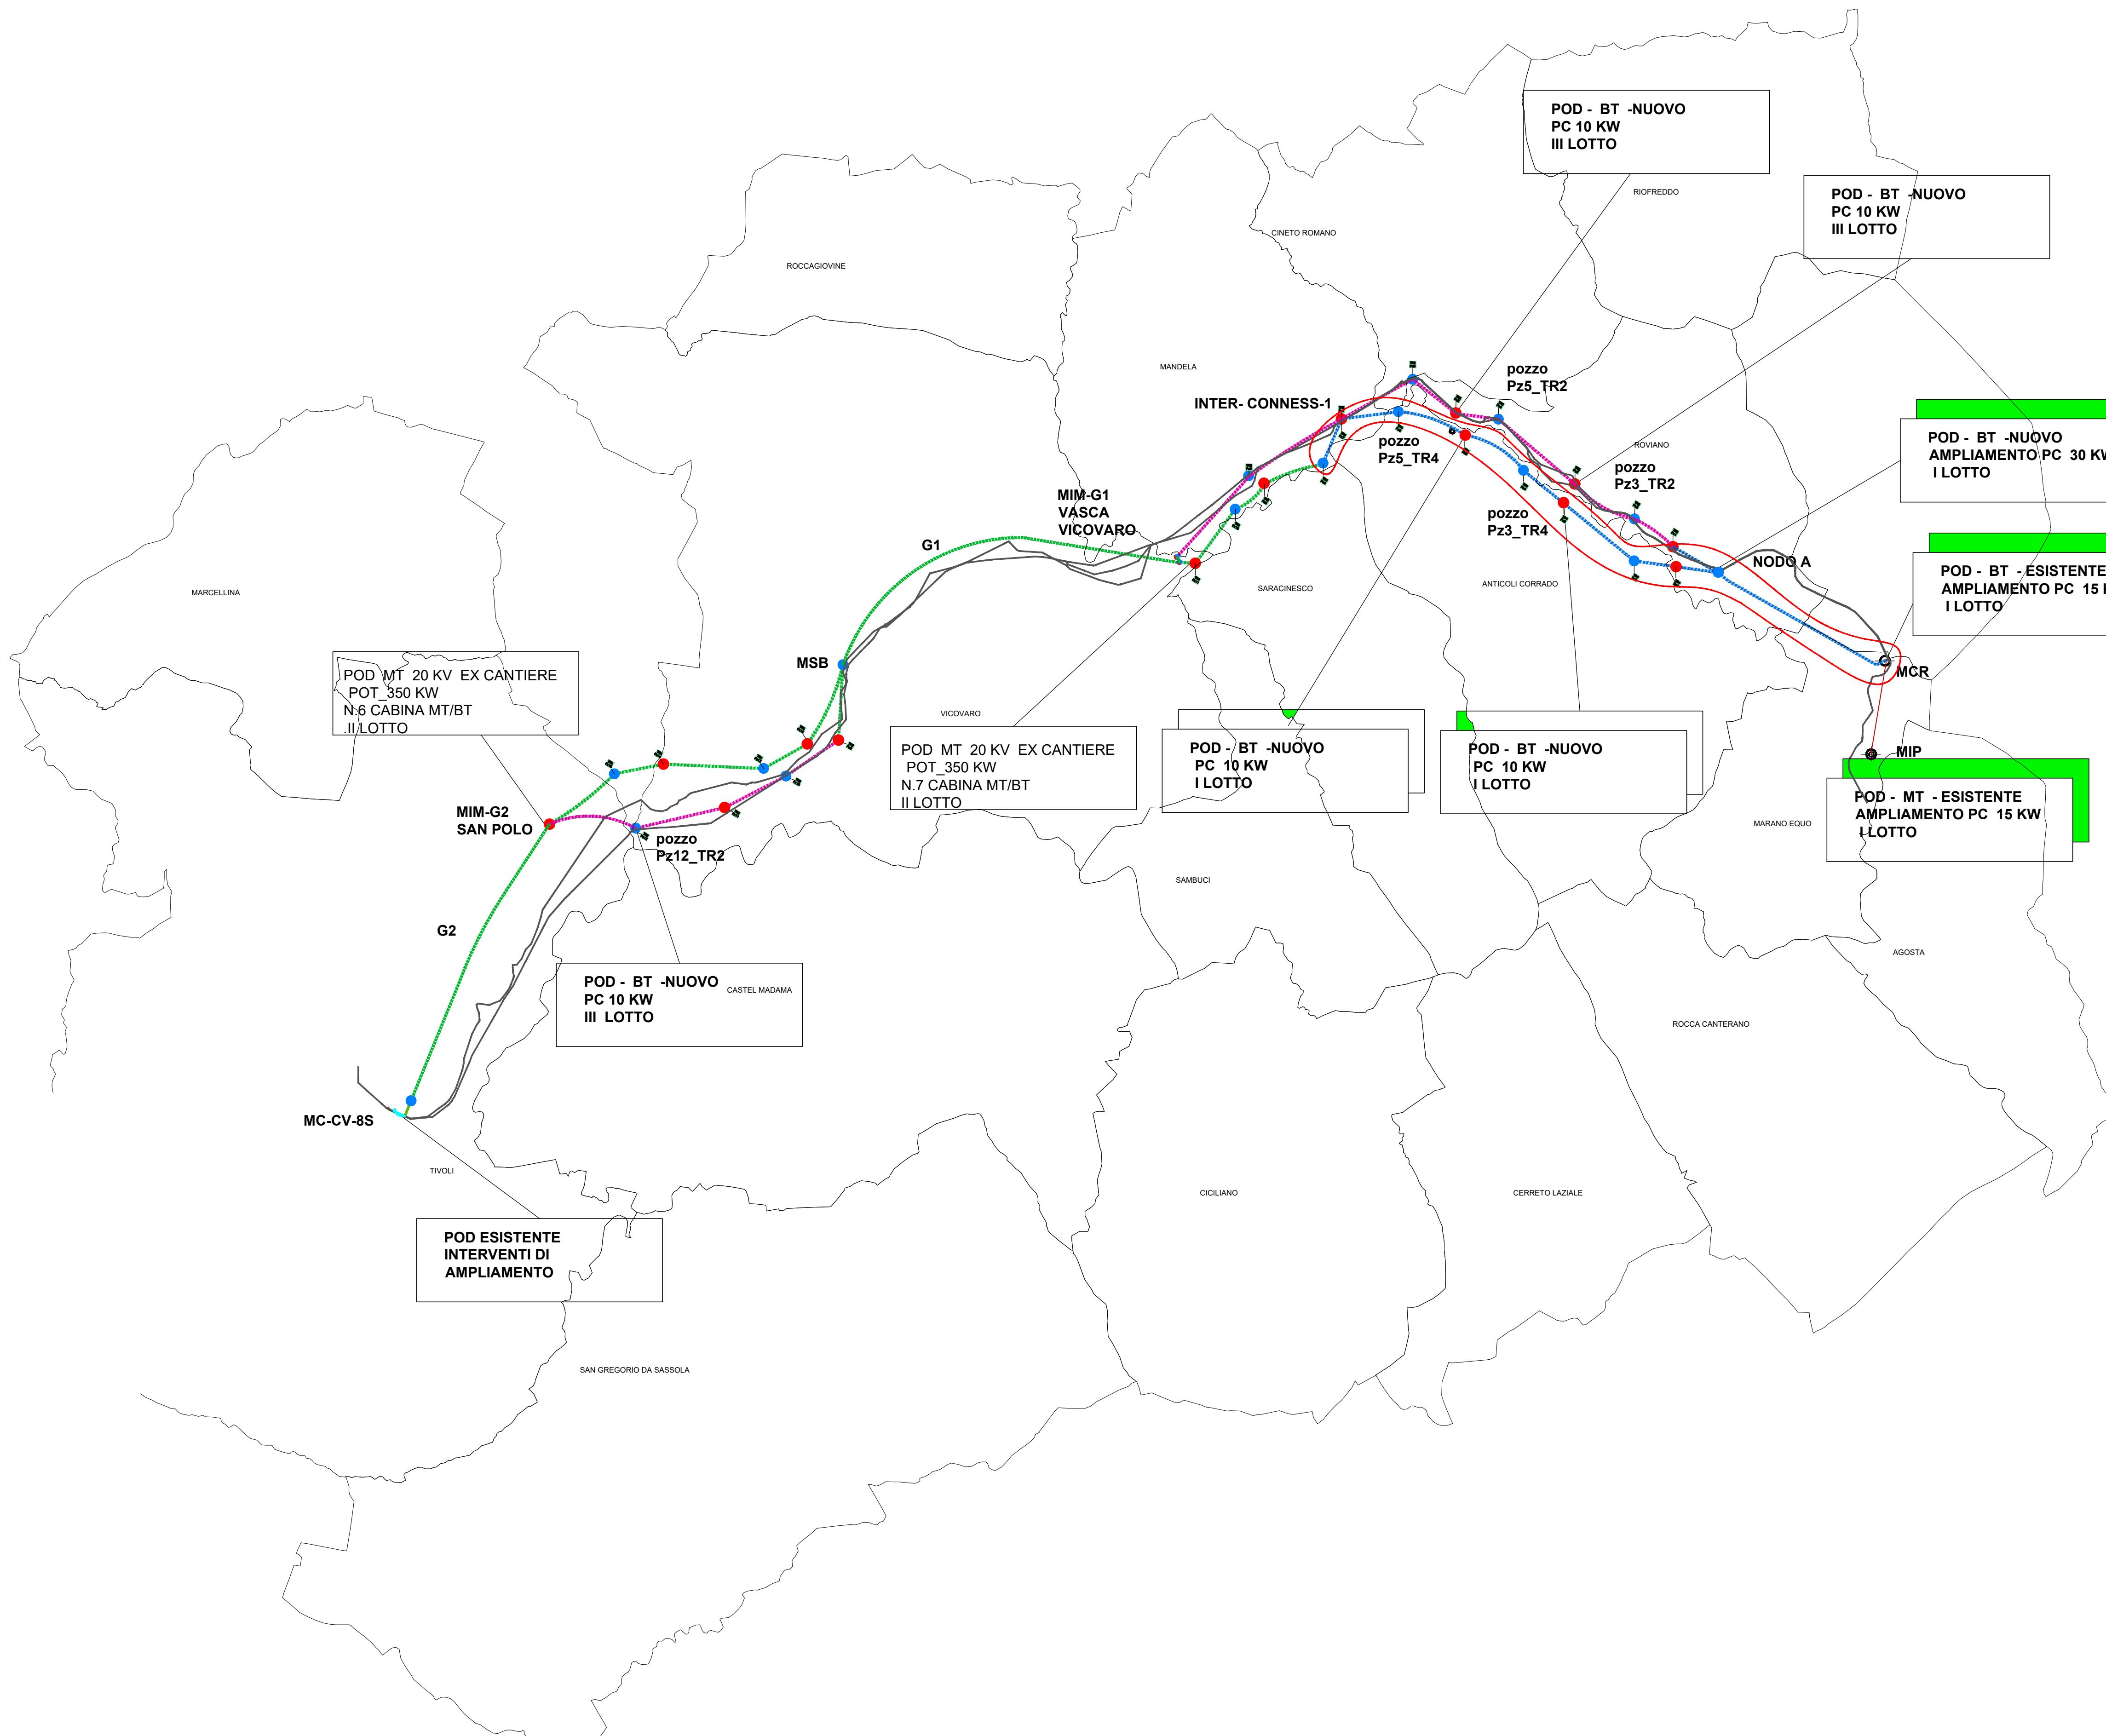 POD - BT -NUOVO
PC 10 KW
III LOTTO
RIOFREDDO
POD - BT -NUOVO
PC 10 KW
III LOTTO
CINETO ROMANO
ROCCAGIOVINE
MANDELA
pozzo
Pz5_TR2
INTER- CONNESS-1
pozzo
Pz5_TR4
ROVIANO
POD - BT -NUOVO
AMPLIAMENTO PC 30 KW
I LOTTO
pozzo
Pz3_TR2
MIM-G1
VASCA
VICOVARO
pozzo
Pz3_TR4
G1
NODO A
POD - BT - ESISTENTE
AMPLIAMENTO PC 15
I LOTTO
MARCELLINA
SARACINESCO
ANTICOLI CORRADO
MSB
MCR
POD MT 20 KV EX CANTIERE
POT_350 KW
N.6 CABINA MT/BT
.II LOTTO
VICOVARO
POD MT 20 KV EX CANTIERE
POT_350 KW
N.7 CABINA MT/BT
II LOTTO
POD - BT -NUOVO
PC 10 KW
I LOTTO
POD - BT -NUOVO
PC 10 KW
I LOTTO
MIP
POD - MT - ESISTENTE
AMPLIAMENTO PC 15 KW
I LOTTO
MIM-G2
SAN POLO
MARANO EQUO
pozzo
Pz12_TR2
SAMBUCI
G2
AGOSTA
POD - BT -NUOVO
PC 10 KW
III LOTTO
CASTEL MADAMA
ROCCA CANTERANO
MC-CV-8S
TIVOLI
CICILIANO
CERRETO LAZIALE
POD ESISTENTE
INTERVENTI DI
AMPLIAMENTO
SAN GREGORIO DA SASSOLA